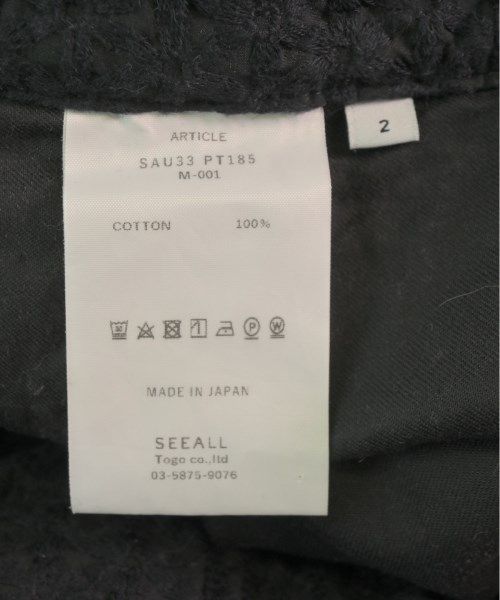 ARTICLE
SAU33 PT185
M-001
COTTON 100%
P W
MADE IN JAPAN
SEEALL
Togo co.,ltd
03-5875-9076
2